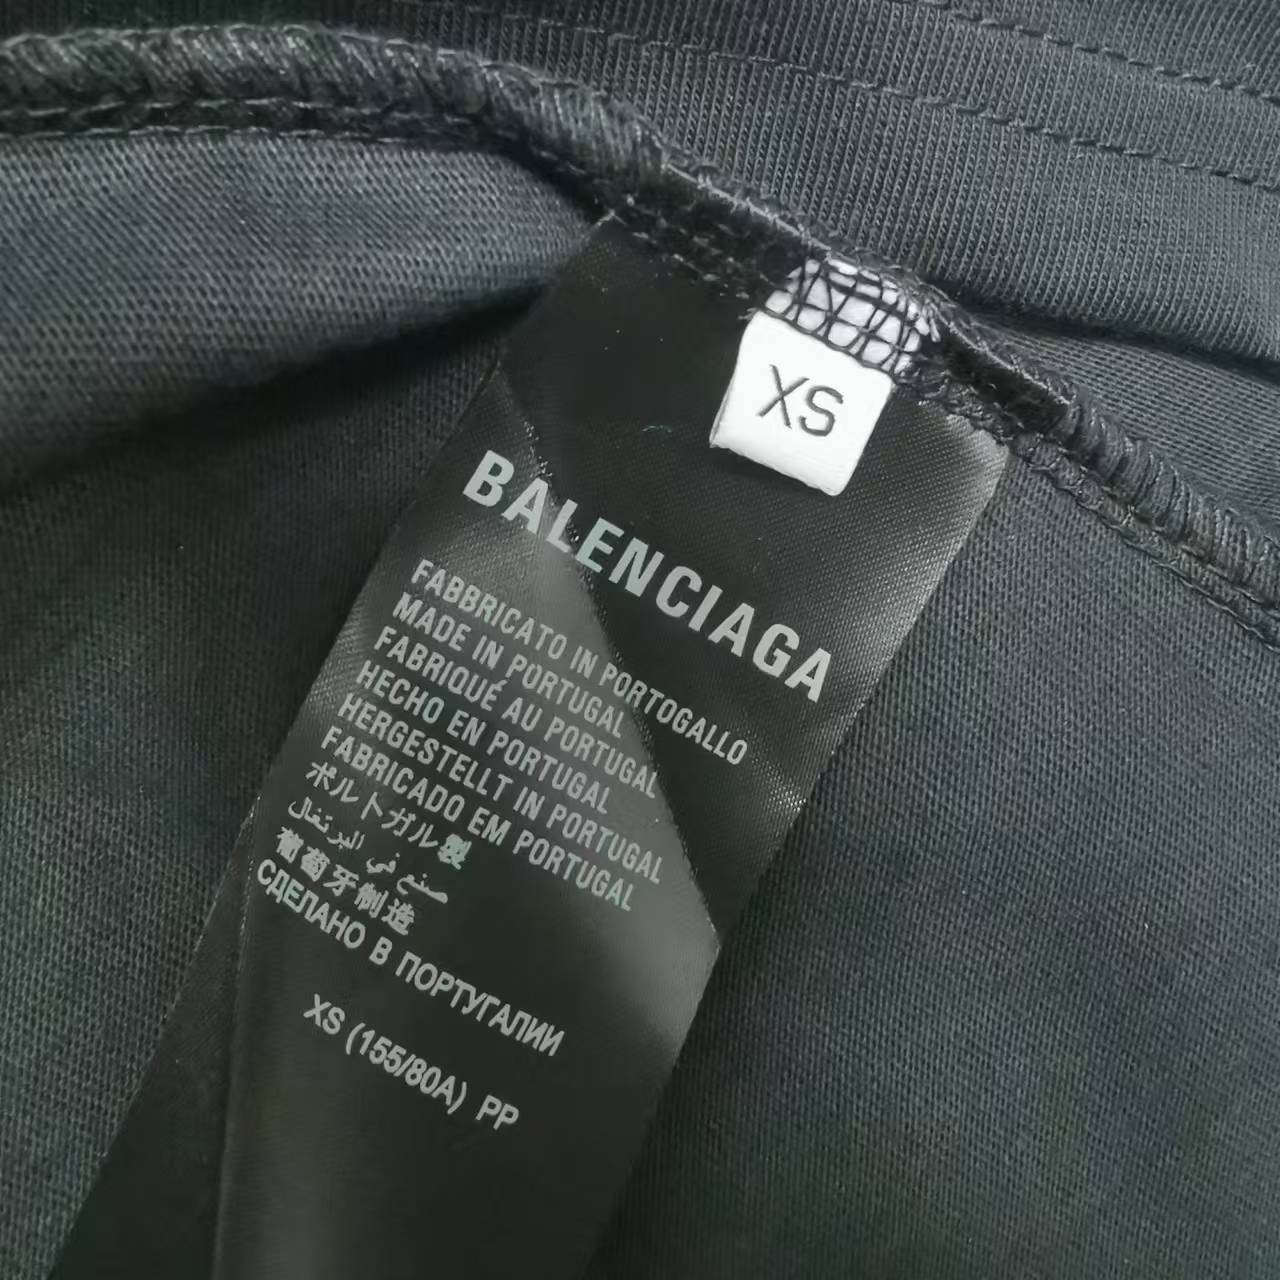 XS
BALENCIAGA
FABBRICATO IN PORTOGALLO
MADE IN PORTUGAL
FABRIQUÉ AU PORTUGAL
HECHO EN PORTUGAL
HERGESTELLT IN PORTUGAL
FABRICADO EM PORTUGAL
ポルトガル製
صنع في البرتغال
葡萄牙制造
СДЕЛАНО В ПОРТУГАЛИИ
XS (155/80A) PP